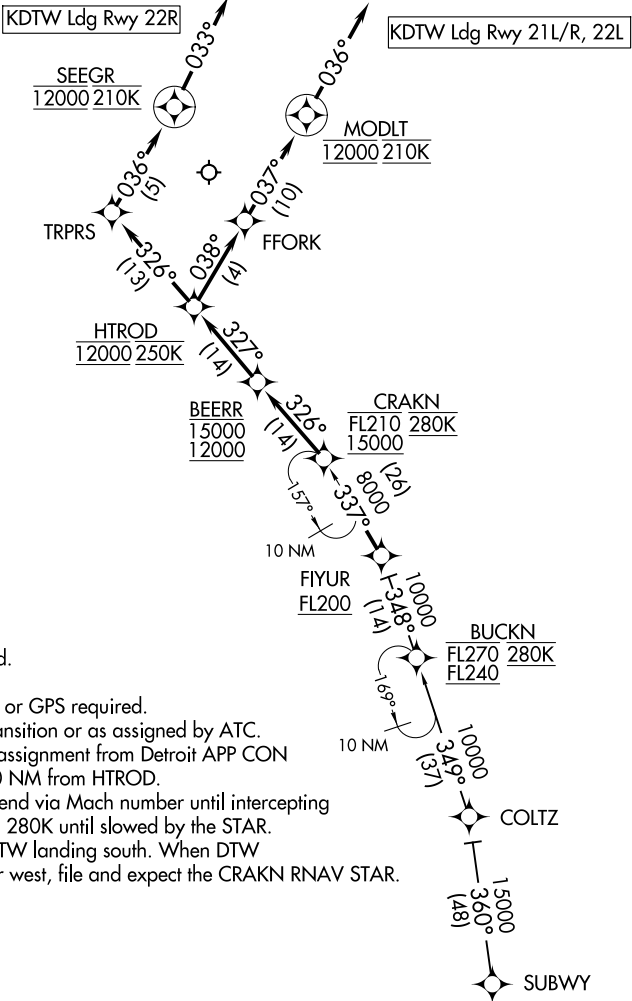 KDTW Ldg Rwy 22R
033°
036°
KDTW Ldg Rwy 21L/R, 22L
SEEGR
12000 210K
MODLT
12000 210K
036°
(5)
037°
(10)
TRPRS
FFORK
326°
(13)
038°
(4)
HTROD
12000 250K
327°
(14)
BEERR
15000
12000
326°
(14)
CRAKN
FL210 280K
15000
(26)
8000
337°
157°
10 NM
FIYUR
FL200
10000
348°
(14)
BUCKN
FL270 280K
FL240
169°
10 NM
10000
349°
(37)
COLTZ
15000
360°
(48)
SUBWY
d.
or GPS required.
ansition or as assigned by ATC.
assignment from Detroit APP CON
0 NM from HTROD.
end via Mach number until intercepting
280K until slowed by the STAR.
TW landing south. When DTW
r west, file and expect the CRAKN RNAV STAR.